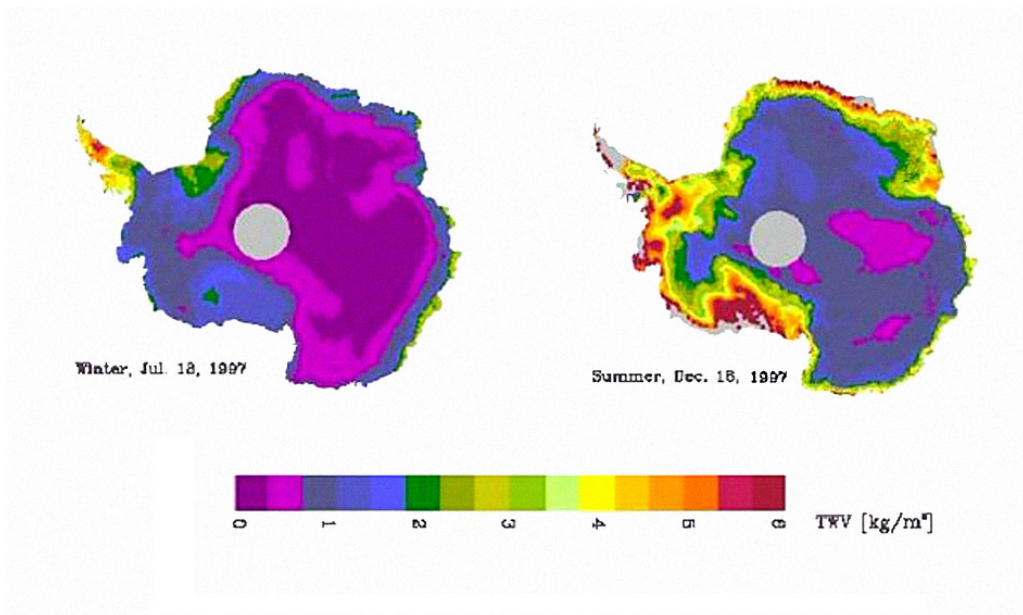 Winter, Jul. 18, 1997
Summer, Dec. 18, 1997
0 1 2 3 4 5 6
TWV [kg/m²]